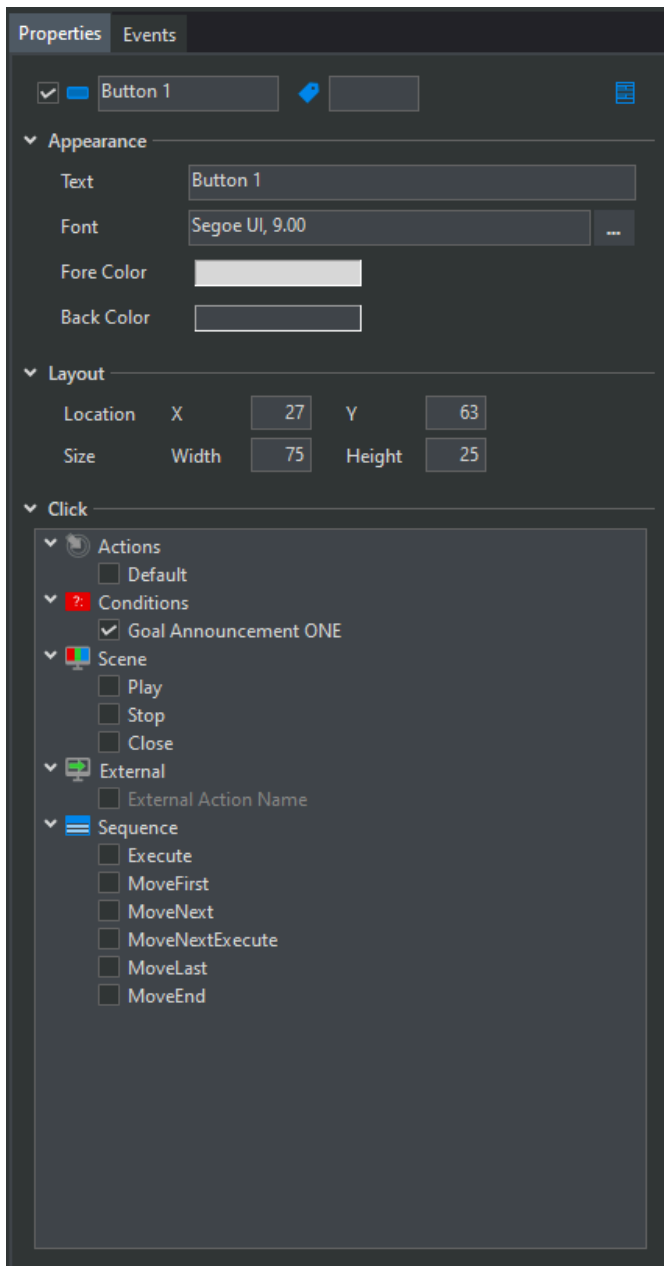 Properties Events
Button 1
Appearance
Text Button 1
Font Segoe UI, 9.00 ...
Fore Color
Back Color
Layout
Location X 27 Y 63
Size Width 75 Height 25
Click
Actions
Default
?: Conditions
Goal Announcement ONE
Scene
Play
Stop
Close
External
External Action Name
Sequence
Execute
MoveFirst
MoveNext
MoveNextExecute
MoveLast
MoveEnd